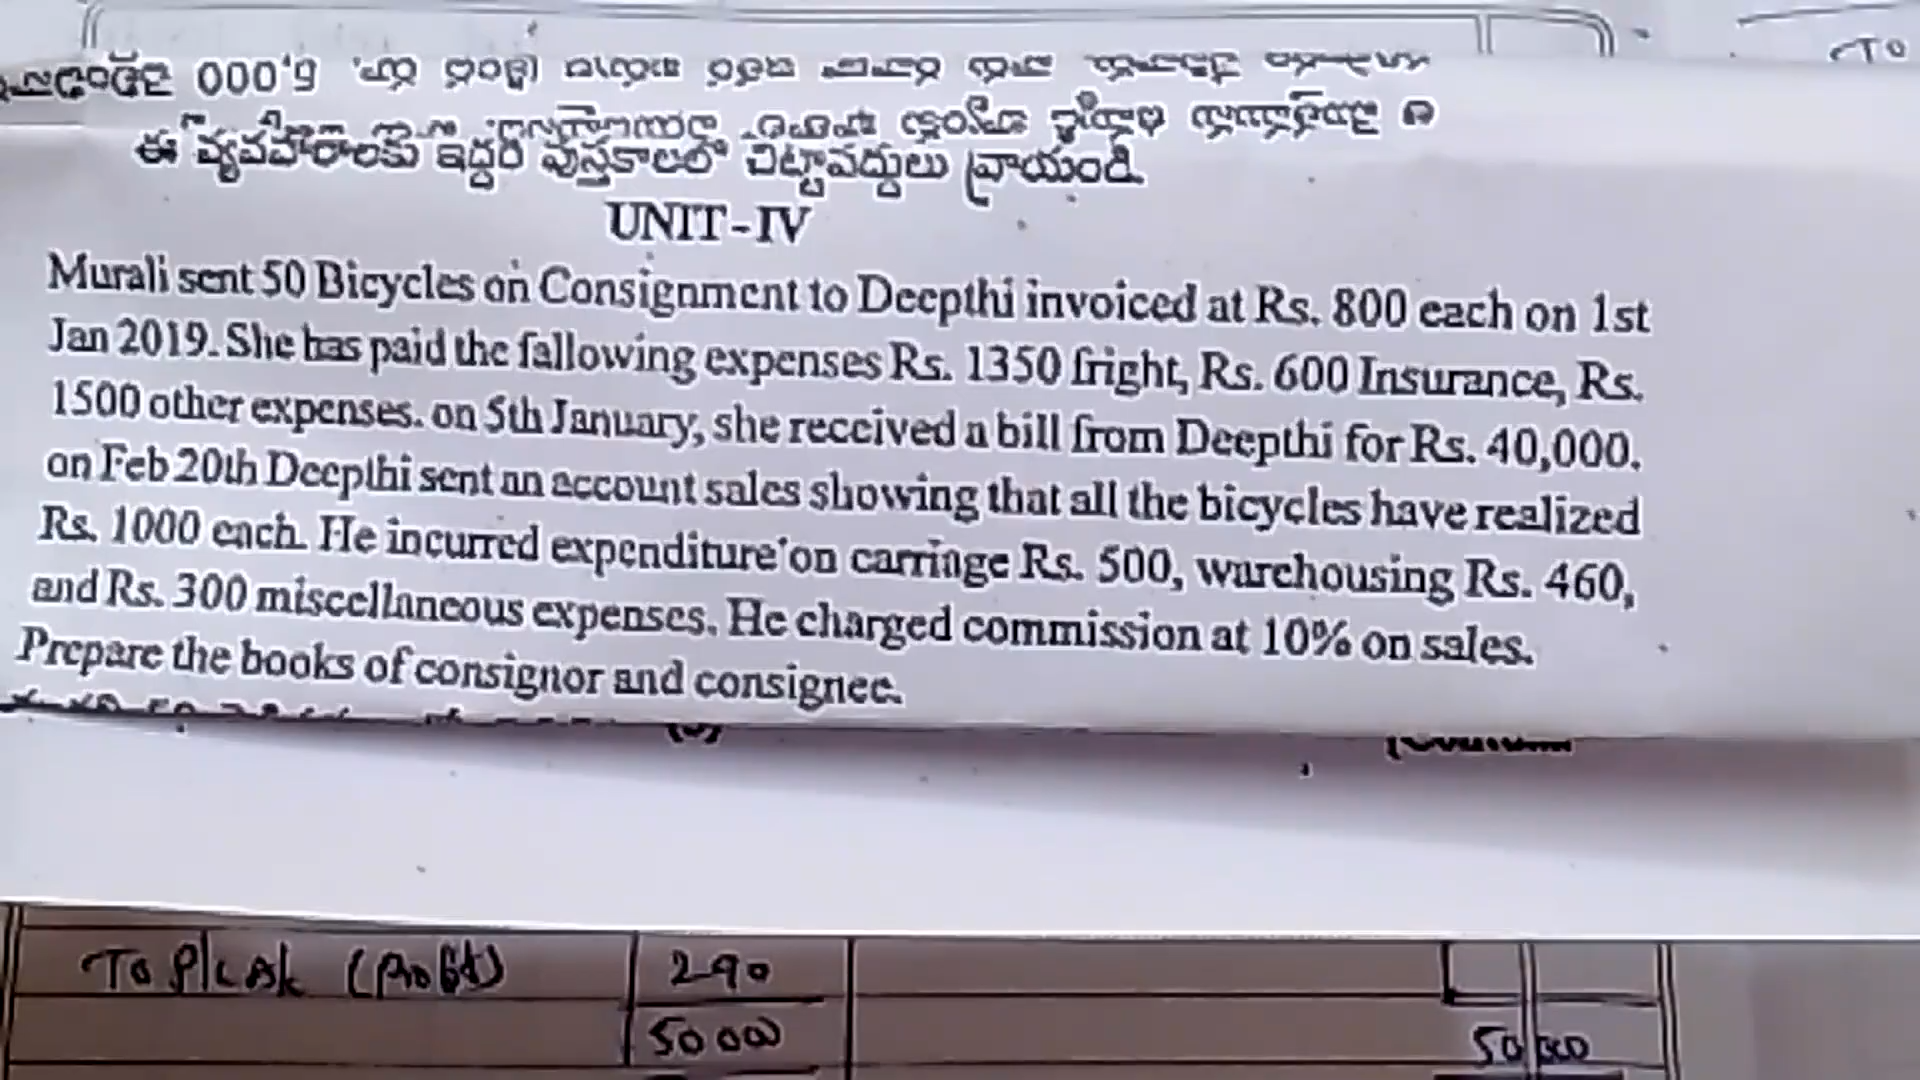 TO
ఈ వ్యవహారాలకు ఇద్దరి పుస్తకాలలో చిట్టాపద్దులు వ్రాయండి.
UNIT-IV
Murali sent 50 Bicycles on Consignment to Deepthi invoiced at Rs. 800 each on 1st
Jan 2019. She has paid the fallowing expenses Rs. 1350 fright, Rs. 600 Insurance, Rs.
1500 other expenses. on 5th January, she received a bill from Deepthi for Rs. 40,000.
on Feb 20th Deepthi sent an account sales showing that all the bicycles have realized
Rs. 1000 each. He incurred expenditure on carriage Rs. 500, warehousing Rs. 460,
and Rs. 300 miscellaneous expenses. He charged commission at 10% on sales.
Prepare the books of consignor and consignee.
To P/L A/c (Profit) 290
50000 50000